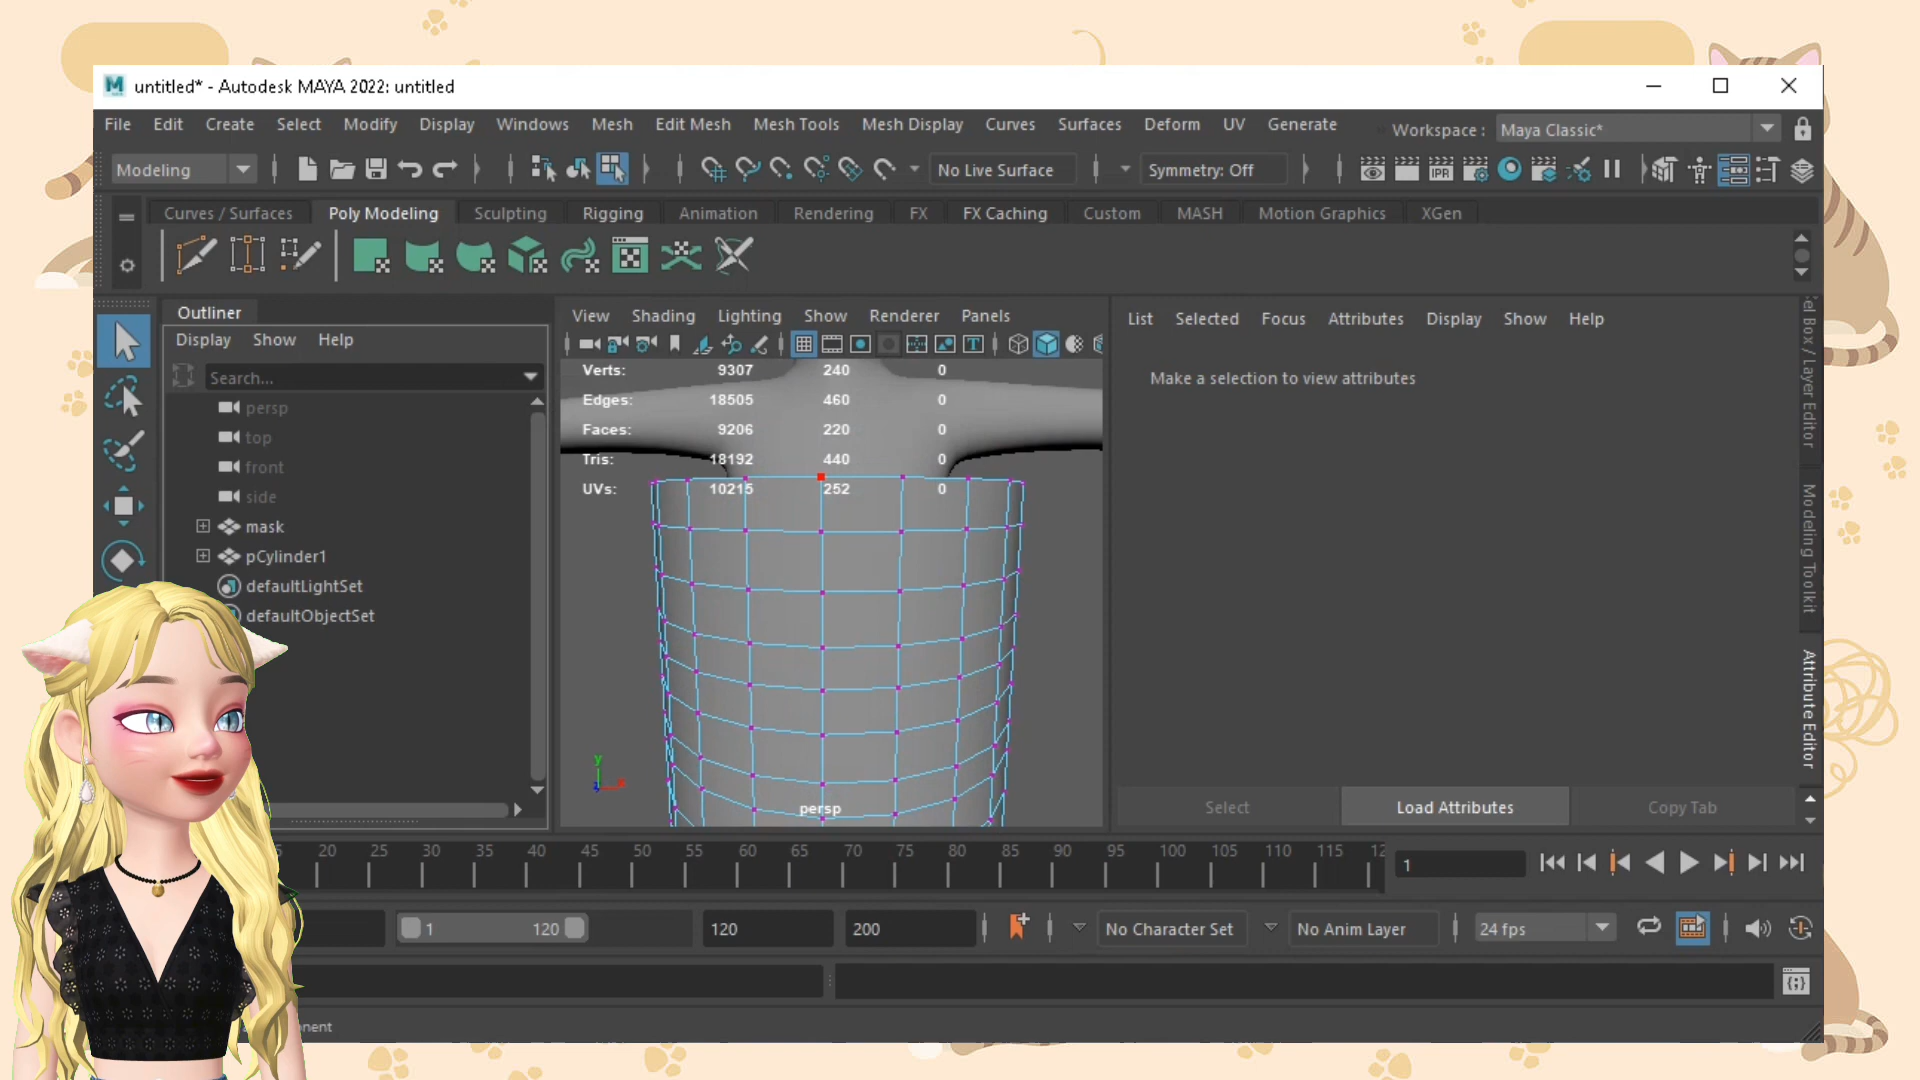 untitled* - Autodesk MAYA 2022: untitled
File Edit Create Select Modify Display Windows Mesh Edit Mesh Mesh Tools Mesh Display Curves Surfaces Deform UV Generate
Workspace : Maya Classic*
Modeling
No Live Surface
Symmetry: Off
IPR
Curves / Surfaces Poly Modeling Sculpting Rigging Animation Rendering FX FX Caching Custom MASH Motion Graphics XGen
Outliner
Display Show Help
Search...
persp
top
front
side
mask
pCylinder1
defaultLightSet
defaultObjectSet
View Shading Lighting Show Renderer Panels
Verts: 9307 240 0
Edges: 18505 460 0
Faces: 9206 220 0
Tris: 18192 440 0
UVs: 10215 252 0
y
persp
List Selected Focus Attributes Display Show Help
Make a selection to view attributes
Select Load Attributes Copy Tab
Box / Layer Editor
Modeling Toolkit
Attribute Editor
20 25 30 35 40 45 50 55 60 65 70 75 80 85 90 95 100 105 110 115
1
1 120
120
200
No Character Set
No Anim Layer
24 fps